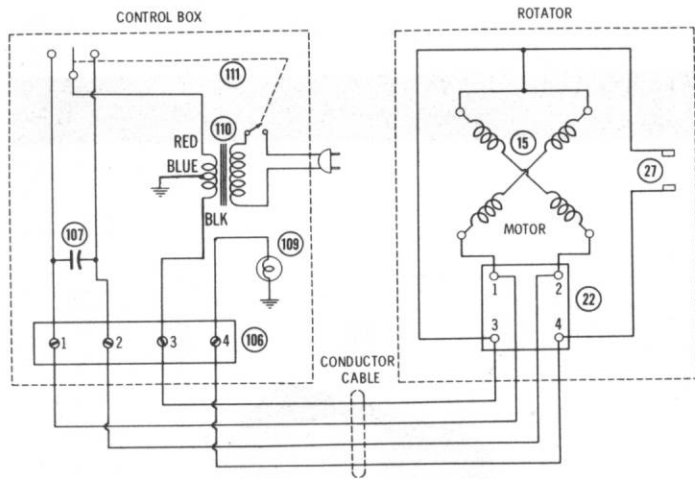 CONTROL BOX
ROTATOR
111
110
RED
BLUE
BLK
15
27
107
109
MOTOR
1 2
22
3 4
1 2 3 4 106
CONDUCTOR
CABLE